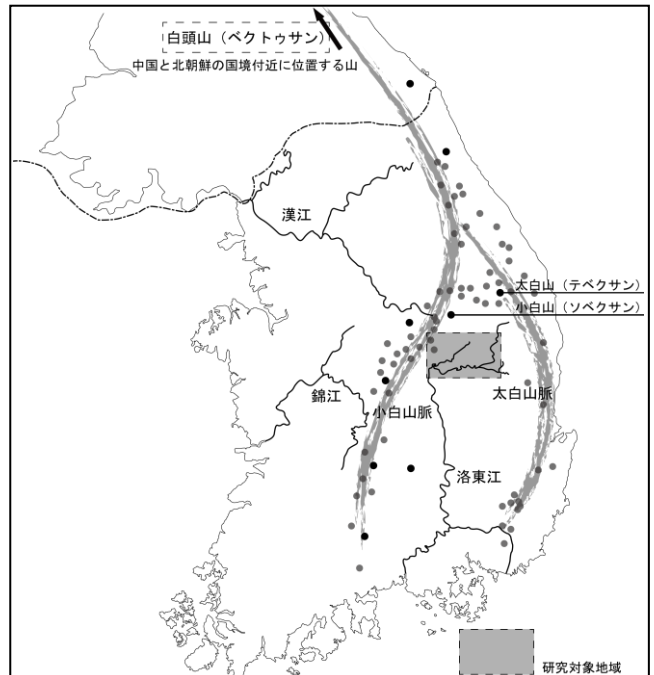 白頭山（ベクトゥサン）
中国と北朝鮮の国境付近に位置する山
漢江
太白山（テベクサン）
小白山（ソベクサン）
錦江
小白山脈
太白山脈
洛東江
研究対象地域